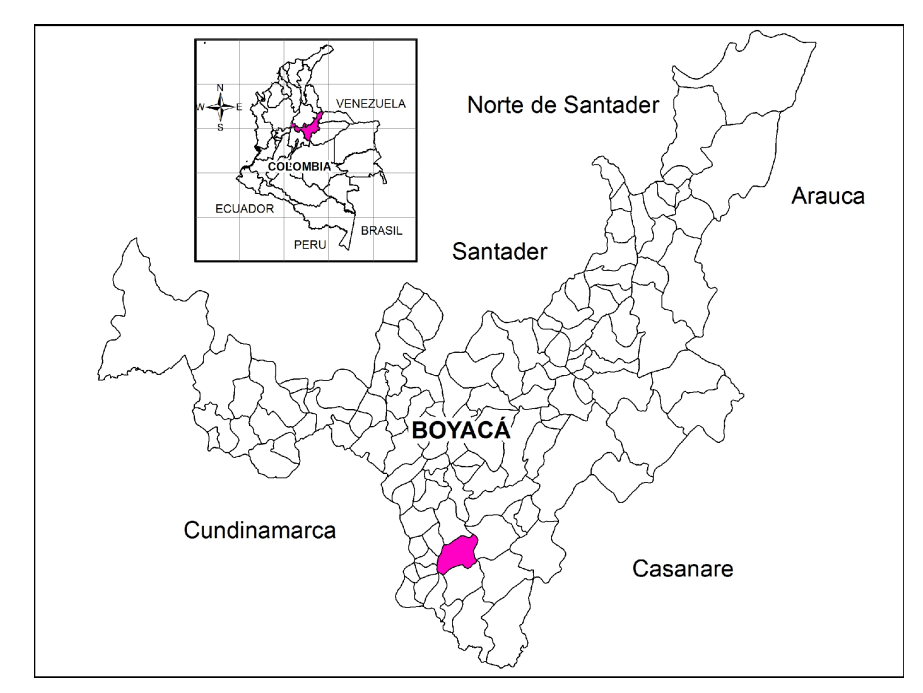 N
W E
S
VENEZUELA
COLOMBIA
ECUADOR
BRASIL
PERU
Norte de Santader
Arauca
Santader
BOYACÁ
Cundinamarca
Casanare